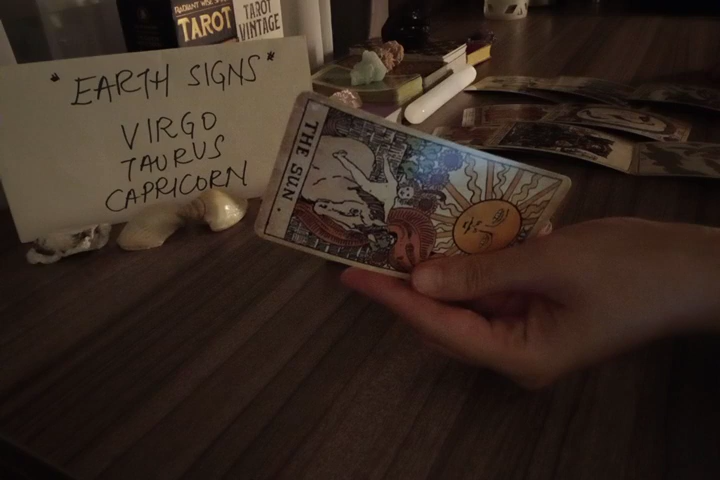 TAROT
TAROT
VINTAGE
* EARTH SIGNS *
VIRGO
TAURUS
CAPRICORN
THE SUN.